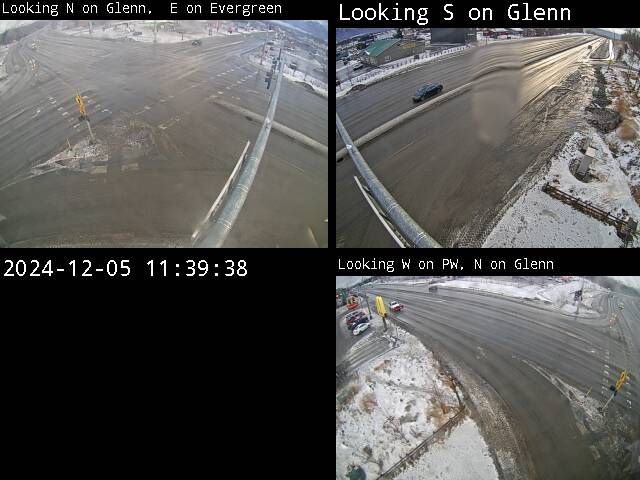 Looking N on Glenn,  E on Evergreen
Looking S on Glenn
2024-12-05 11:39:38
Looking W on PW, N on Glenn